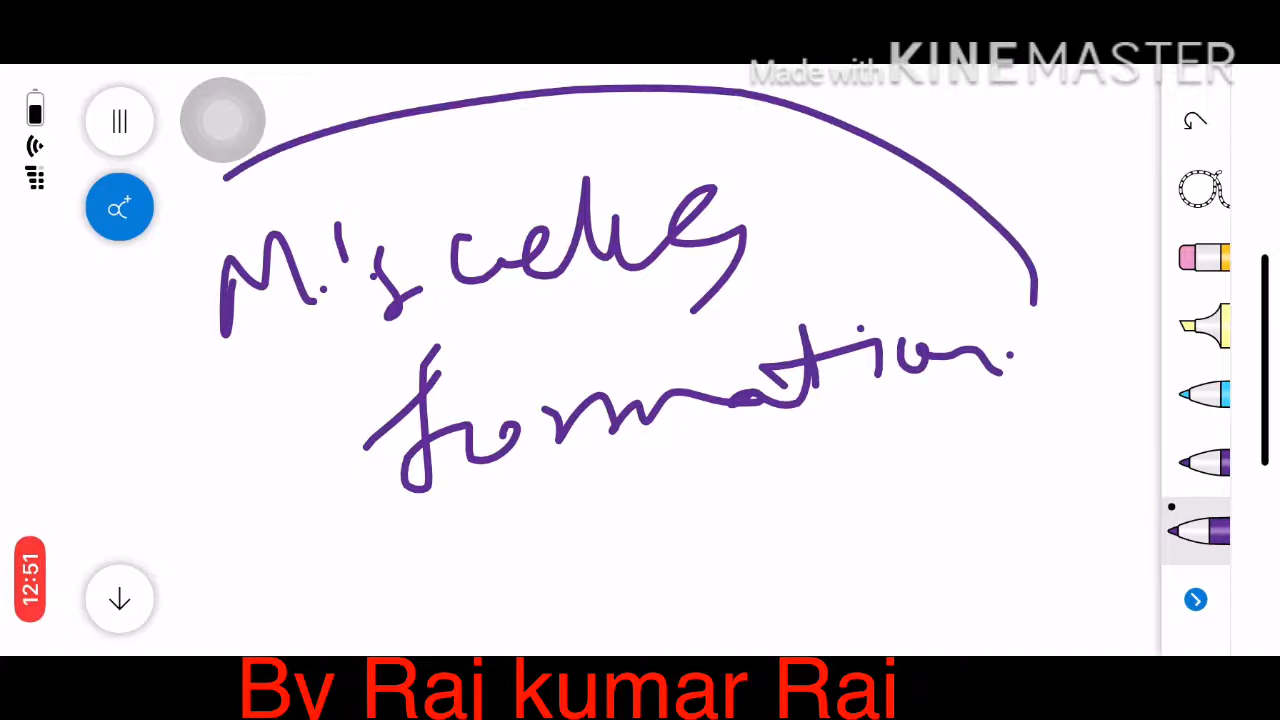 Made with KINEMASTER
M.'s cells
formation.
12:51
By Raj kumar Rai